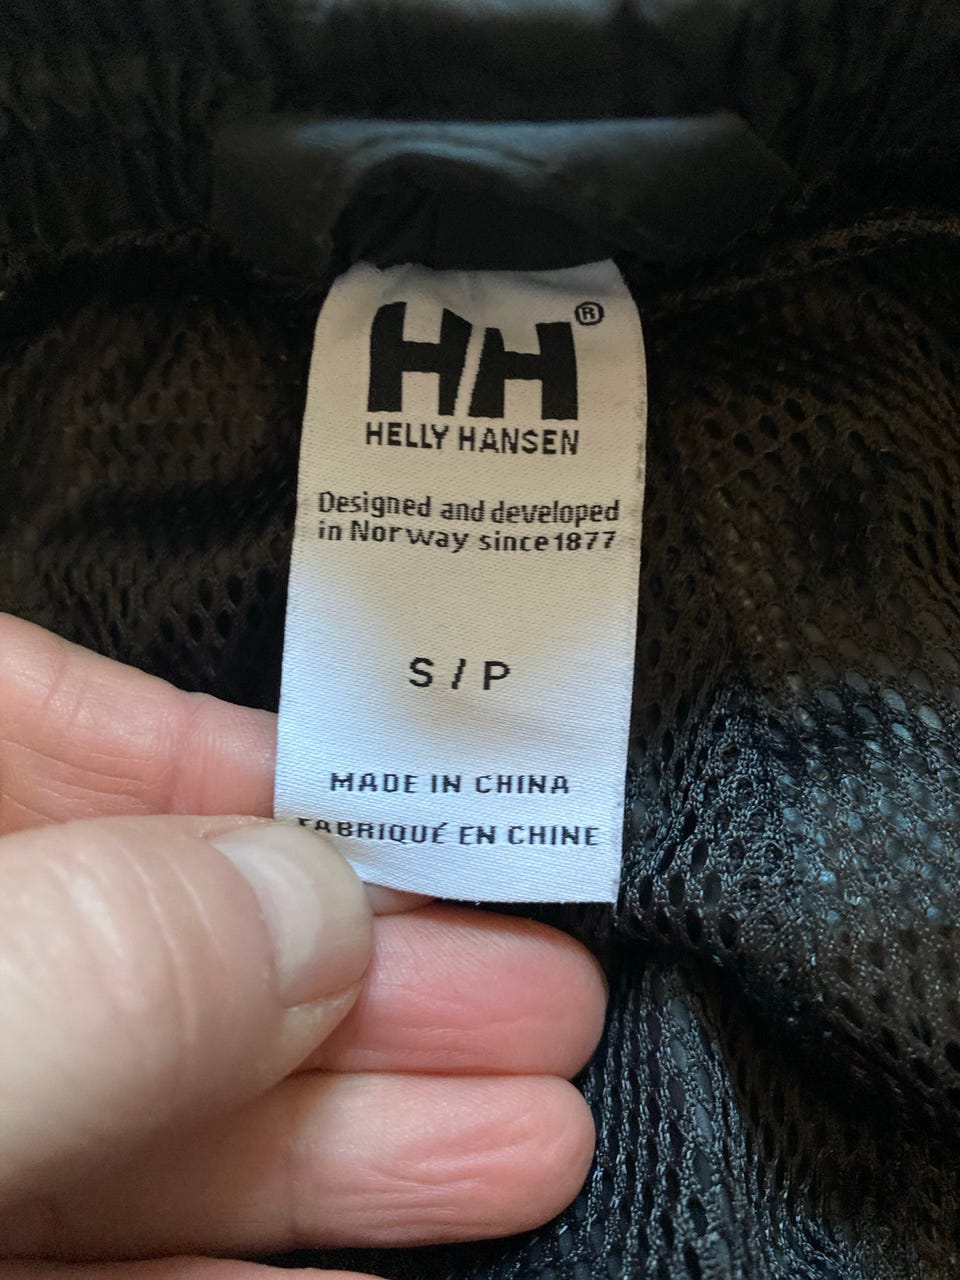 HH®
HELLY HANSEN
Designed and developed
in Norway since 1877
S / P
MADE IN CHINA
FABRIQUÉ EN CHINE